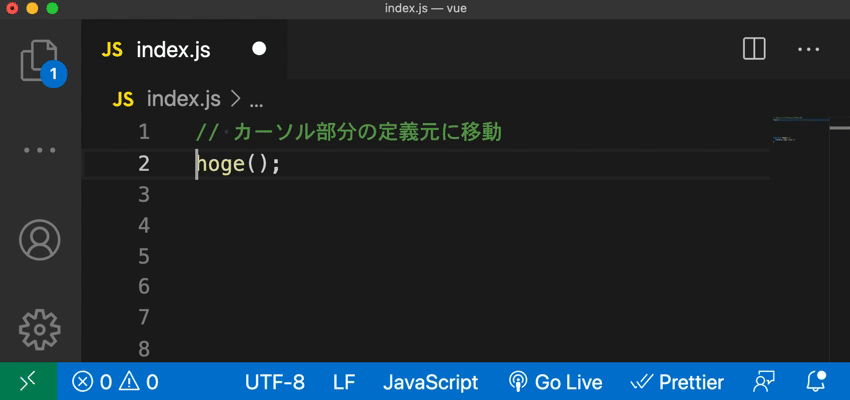 index.js — vue
JS index.js
1
JS index.js > ...
1 // カーソル部分の定義元に移動
2 hoge();
3
4
5
6
7
8
0 0 UTF-8 LF JavaScript Go Live Prettier